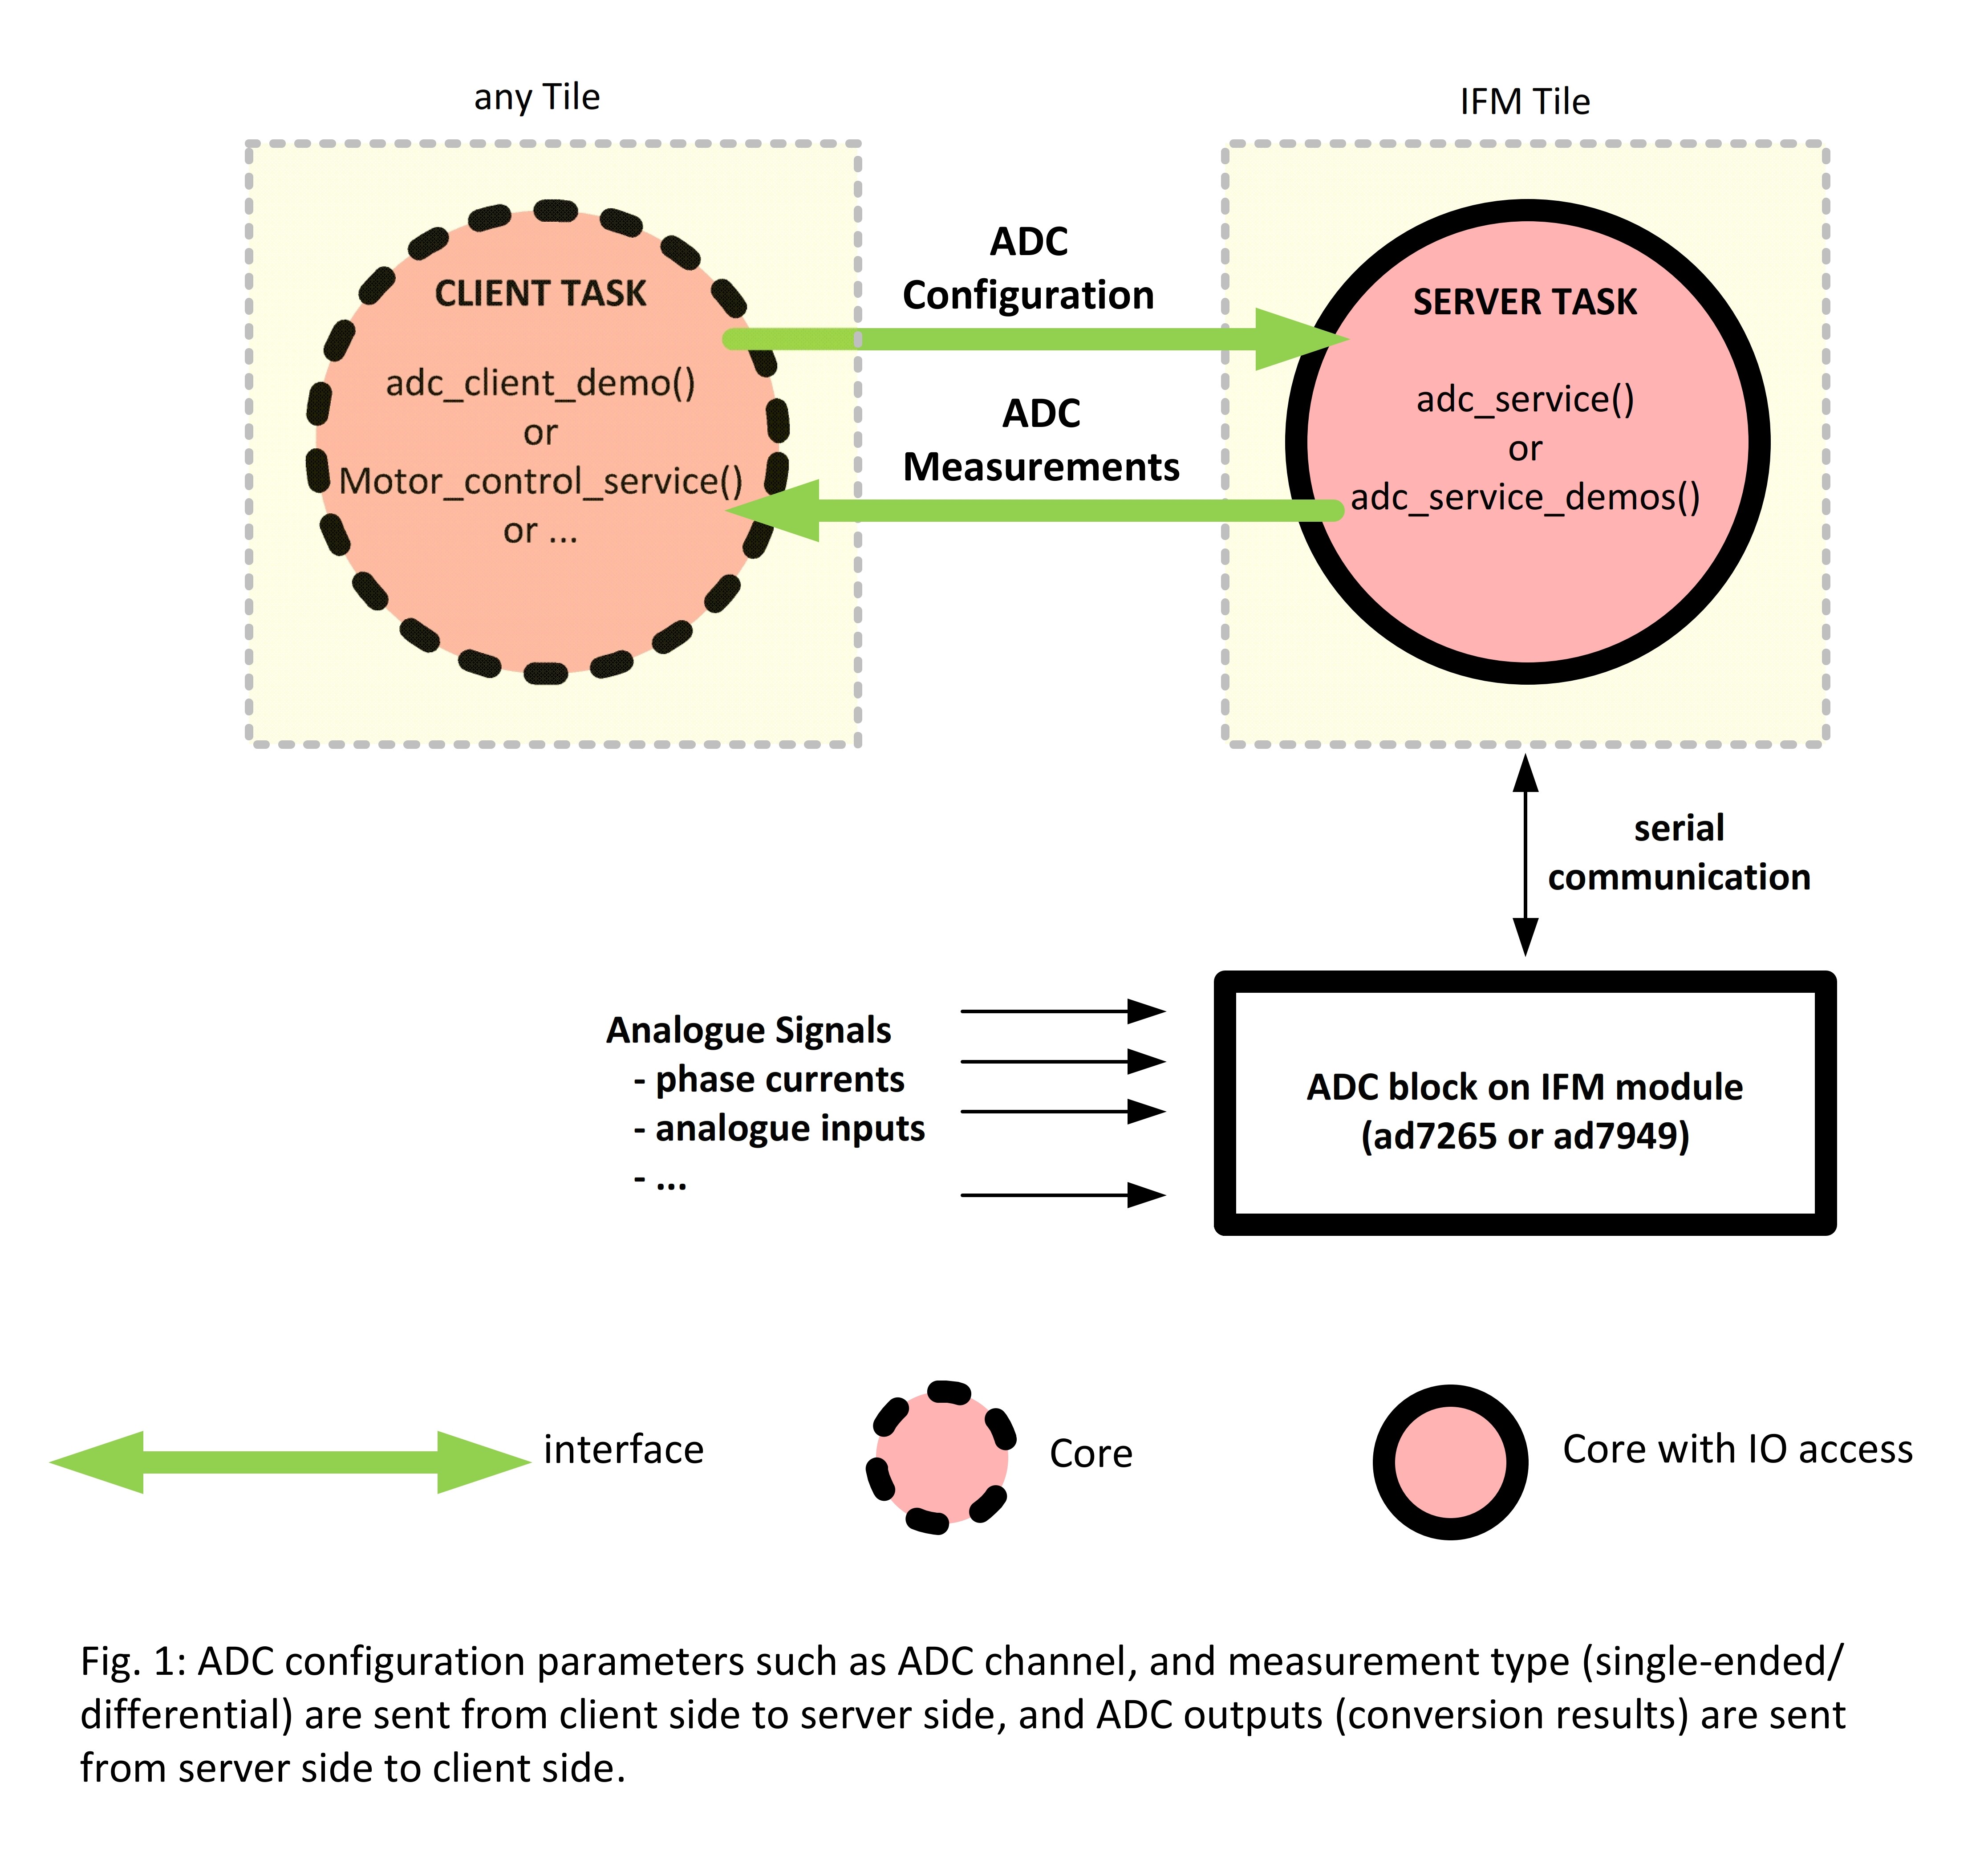 any Tile
IFM Tile
CLIENT TASK
adc_client_demo()
or
Motor_control_service()
or ...
ADC
Configuration
ADC
Measurements
SERVER TASK
adc_service()
or
adc_service_demos()
serial
communication
Analogue Signals
- phase currents
- analogue inputs
- ...
ADC block on IFM module
(ad7265 or ad7949)
interface
Core
Core with IO access
Fig. 1: ADC configuration parameters such as ADC channel, and measurement type (single-ended/
differential) are sent from client side to server side, and ADC outputs (conversion results) are sent
from server side to client side.